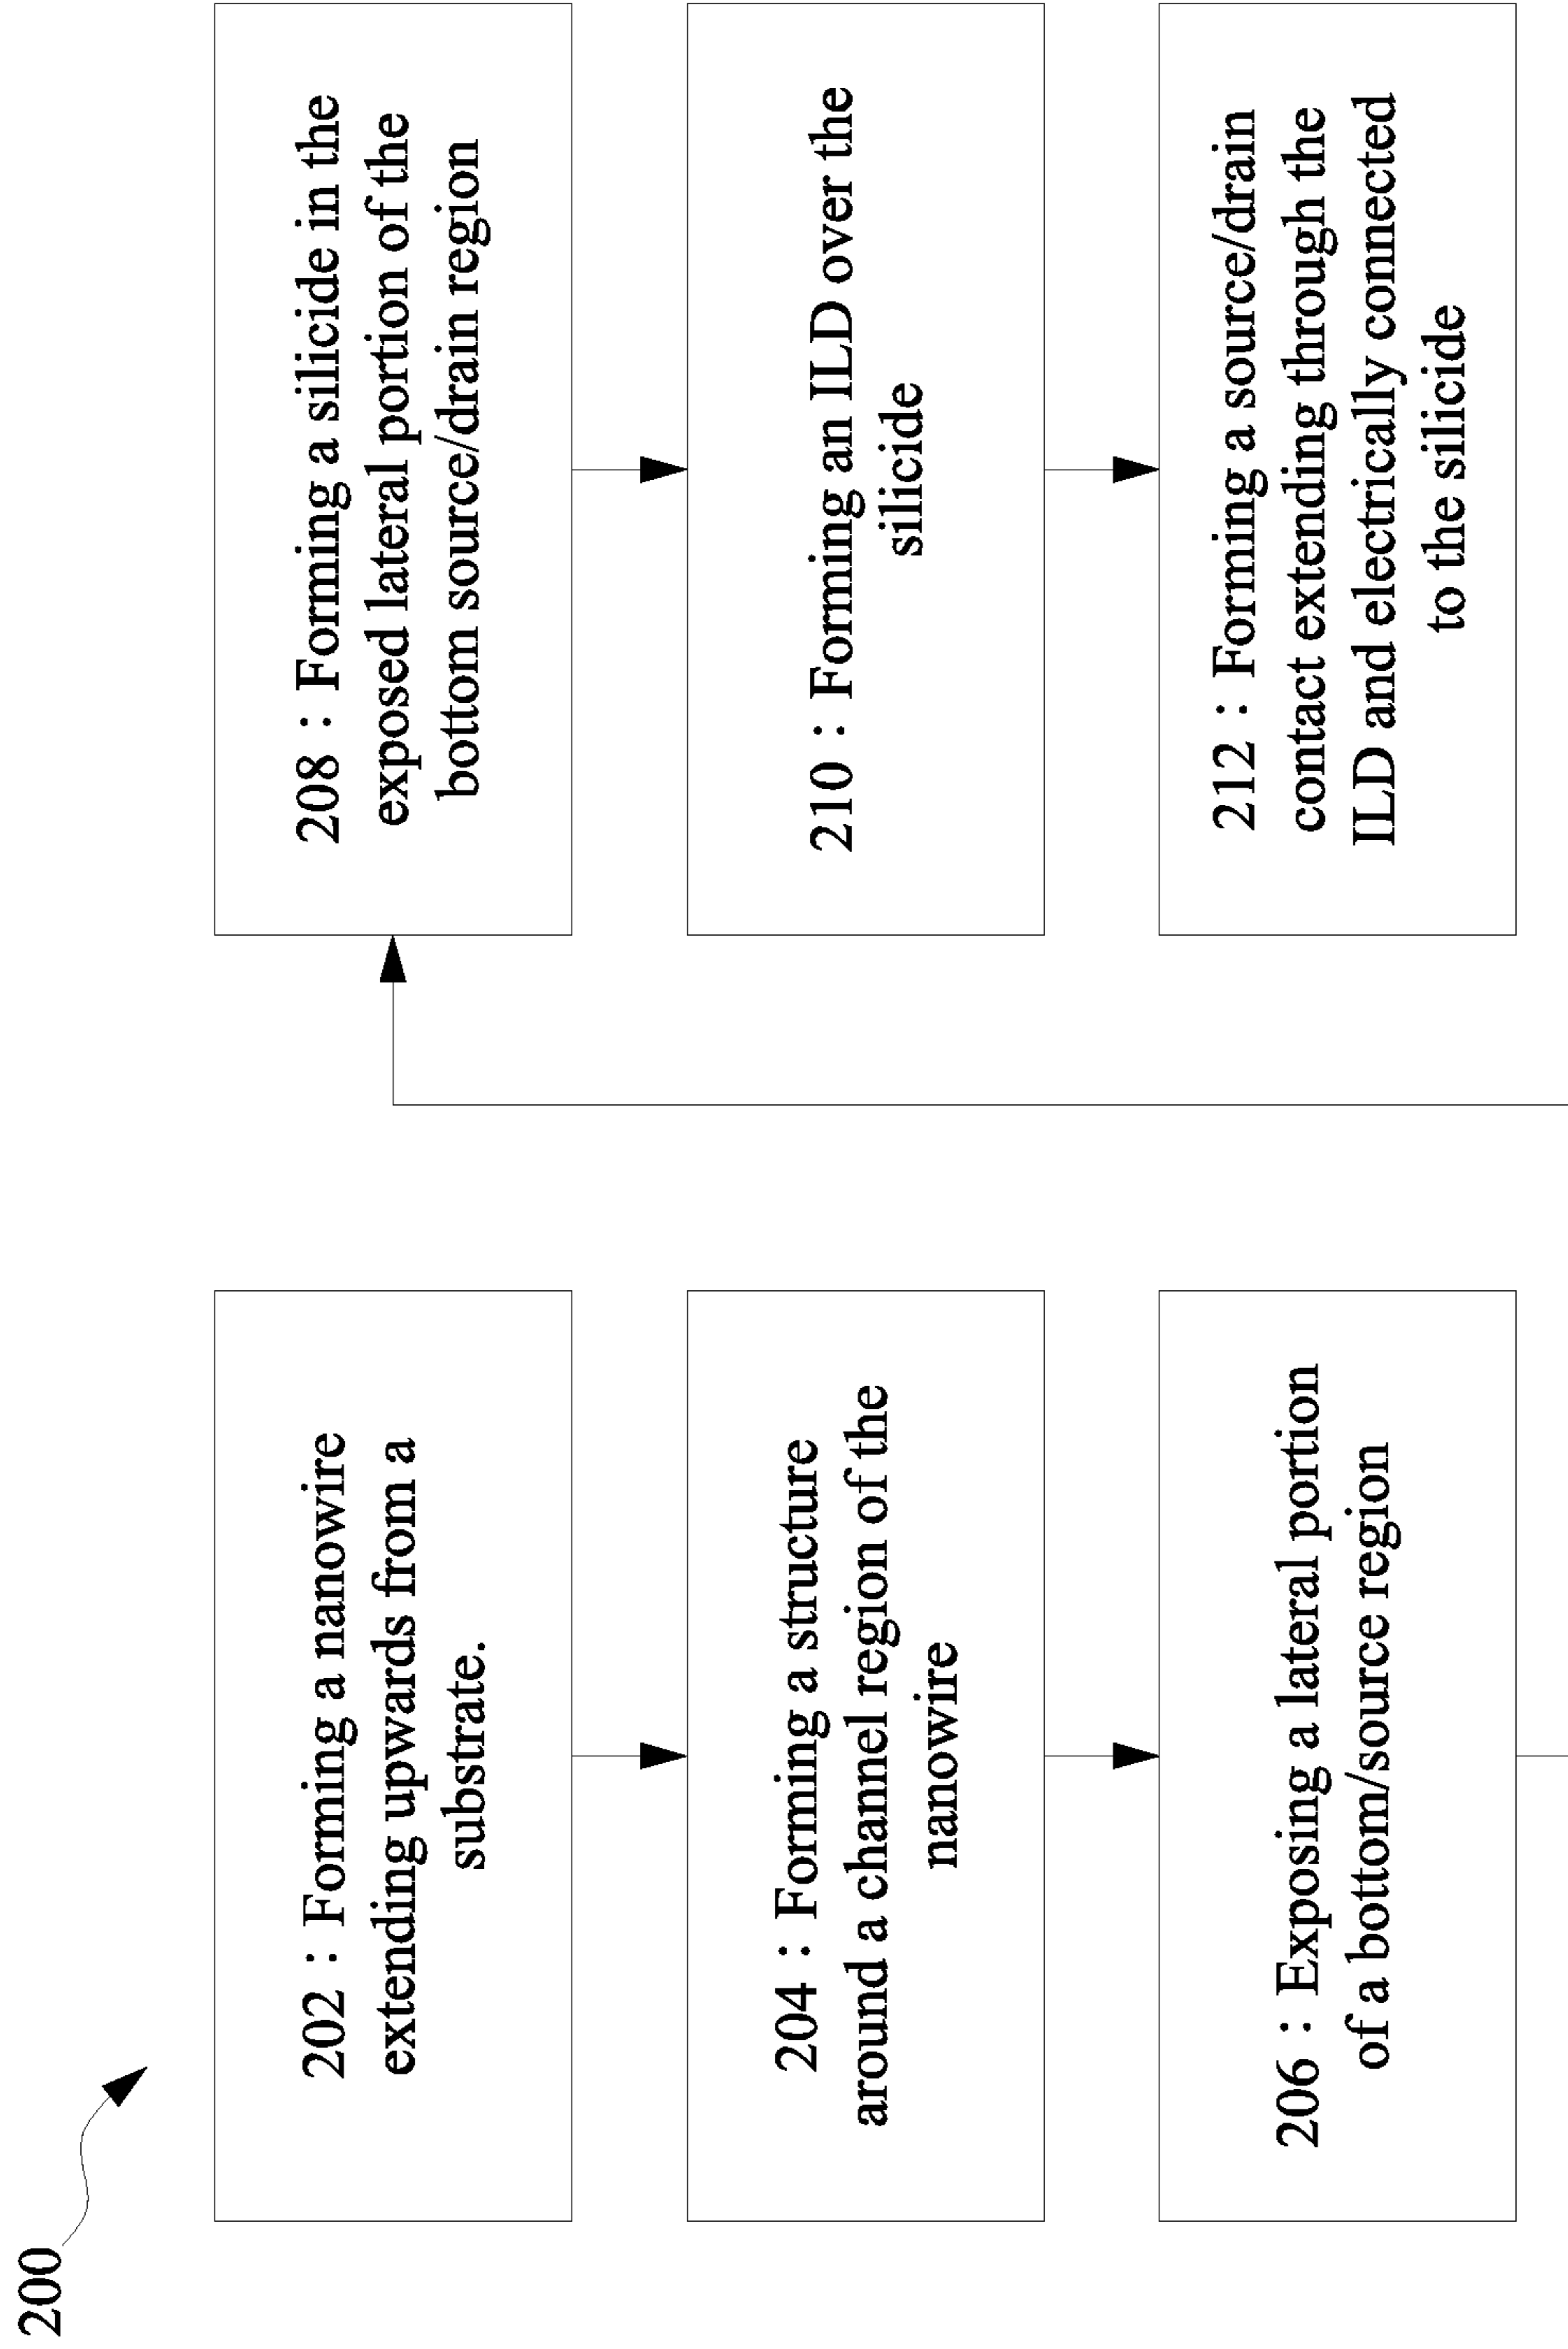 200
202 : Forming a nanowire
extending upwards from a
substrate.
204 : Forming a structure
around a channel region of the
nanowire
206 : Exposing a lateral portion
of a bottom/source region
208 : Forming a silicide in the
exposed lateral portion of the
bottom source/drain region
210 : Forming an ILD over the
silicide
212 : Forming a source/drain
contact extending through the
ILD and electrically connected
to the silicide